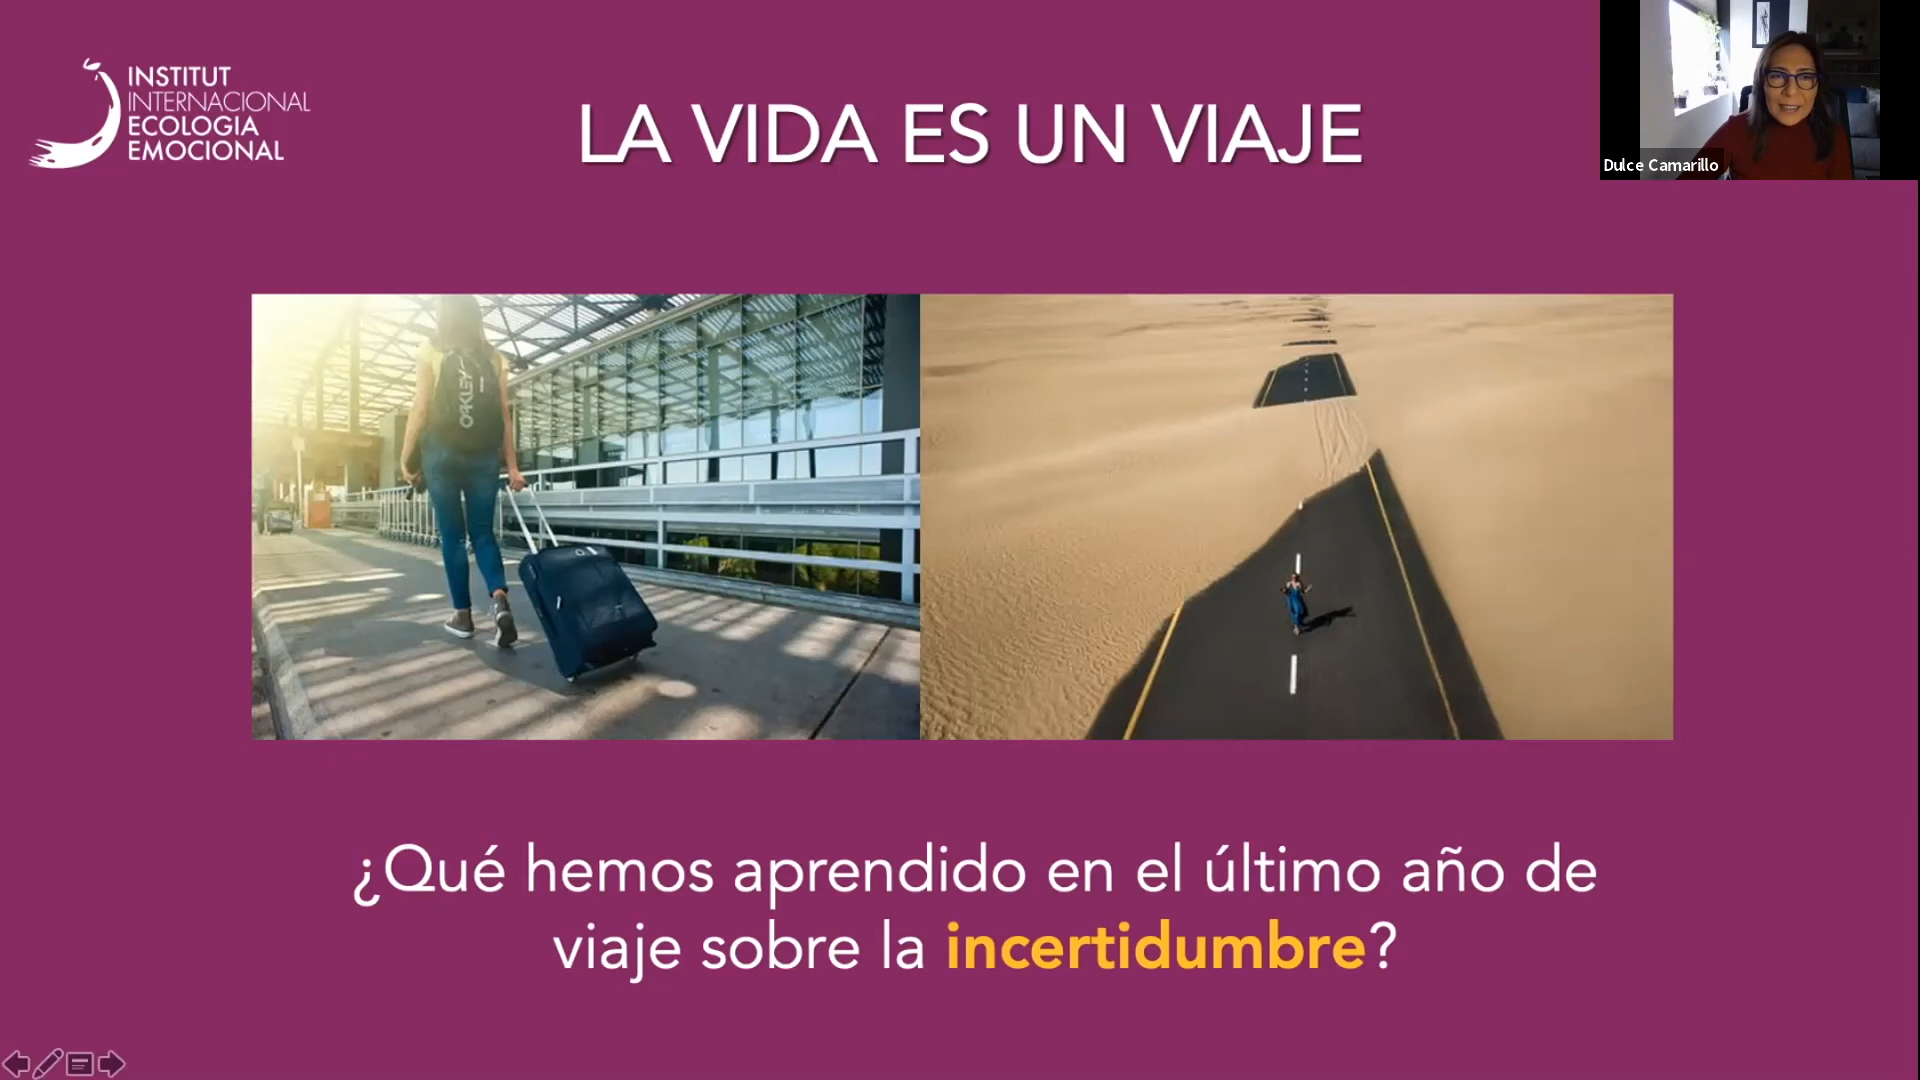 INSTITUT
INTERNACIONAL
ECOLOGIA
EMOCIONAL
LA VIDA ES UN VIAJE
Dulce Camarillo
OAKLEY
¿Qué hemos aprendido en el último año de
viaje sobre la incertidumbre?